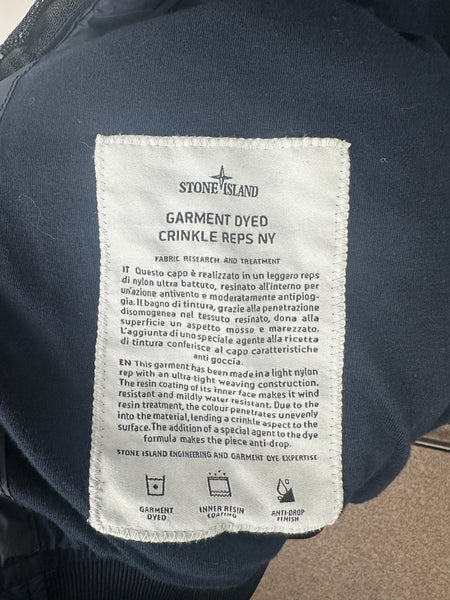 STONE ISLAND
GARMENT DYED
CRINKLE REPS NY
FABRIC RESEARCH AND TREATMENT
IT Questo capo è realizzato in un leggero reps
di nylon ultra battuto, resinato all'interno per
un'azione antivento e moderatamente antipiog-
gia. Il bagno di tintura, grazie alla penetrazione
disomogenea nel tessuto resinato, dona alla
superficie un aspetto mosso e marezzato.
L'aggiunta di uno speciale agente alla ricetta
di tintura conferisce al capo caratteristiche
anti goccia.
EN This garment has been made in a light nylon
rep with an ultra-tight weaving construction.
The resin coating of its inner face makes it wind
resistant and mildly water resistant. Due to the
resin treatment, the colour penetrates unevenly
into the material, lending a crinkle aspect to the
surface. The addition of a special agent to the dye
formula makes the piece anti-drop.
STONE ISLAND ENGINEERING AND GARMENT DYE EXPERTISE
GARMENT
DYED
INNER RESIN
COATING
ANTI-DROP
FINISH